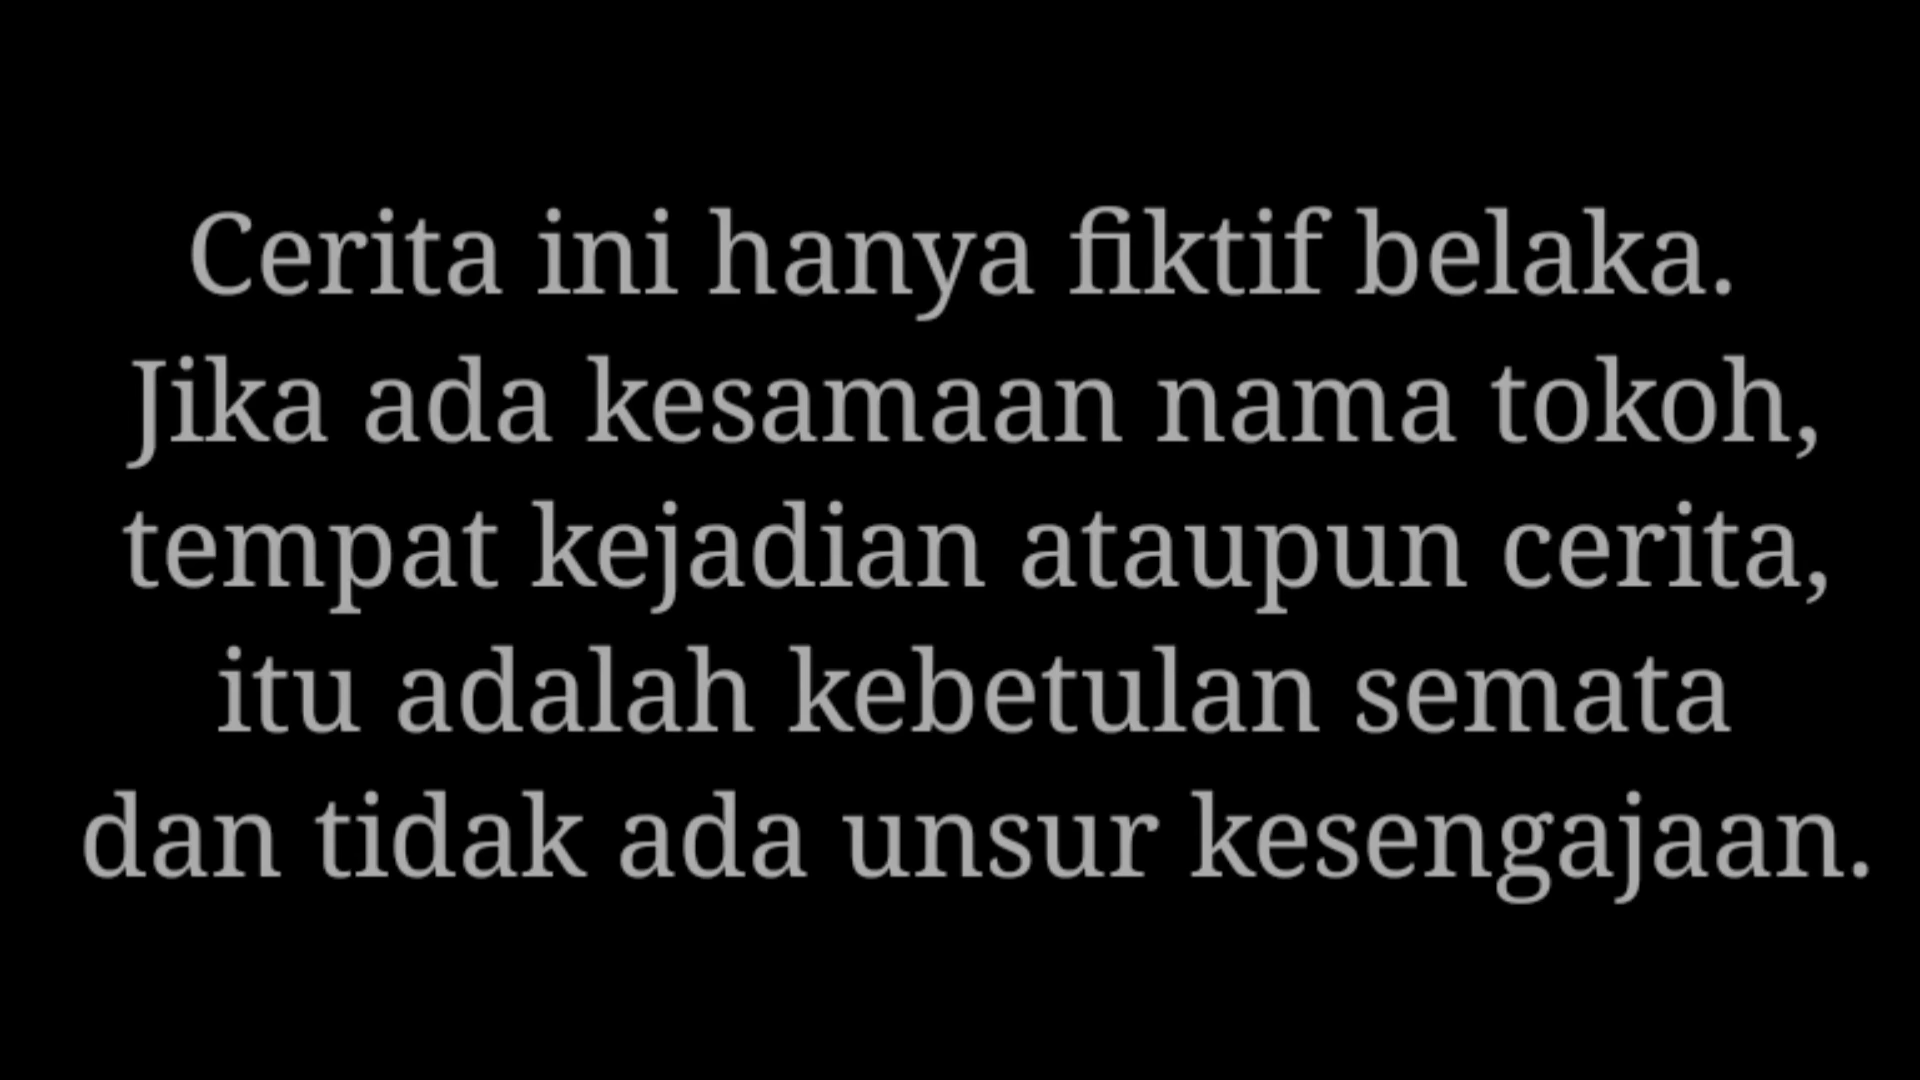 Cerita ini hanya fiktif belaka.
Jika ada kesamaan nama tokoh,
tempat kejadian ataupun cerita,
itu adalah kebetulan semata
dan tidak ada unsur kesengajaan.